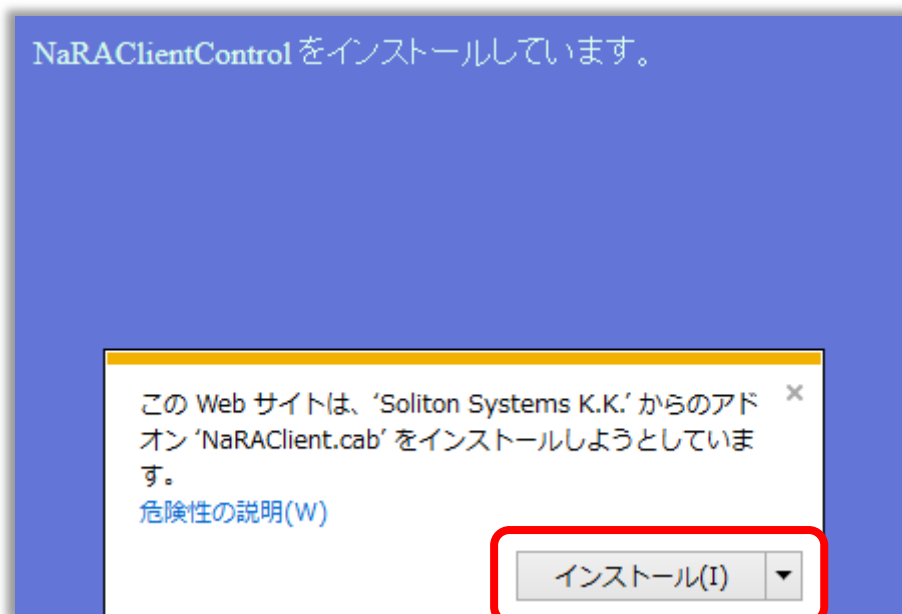 NaRAClientControl をインストールしています。
この Web サイトは、‘Soliton Systems K.K.’ からのアド
オン ‘NaRAClient.cab’ をインストールしようとしていま
す。
危険性の説明(W)
インストール(I)